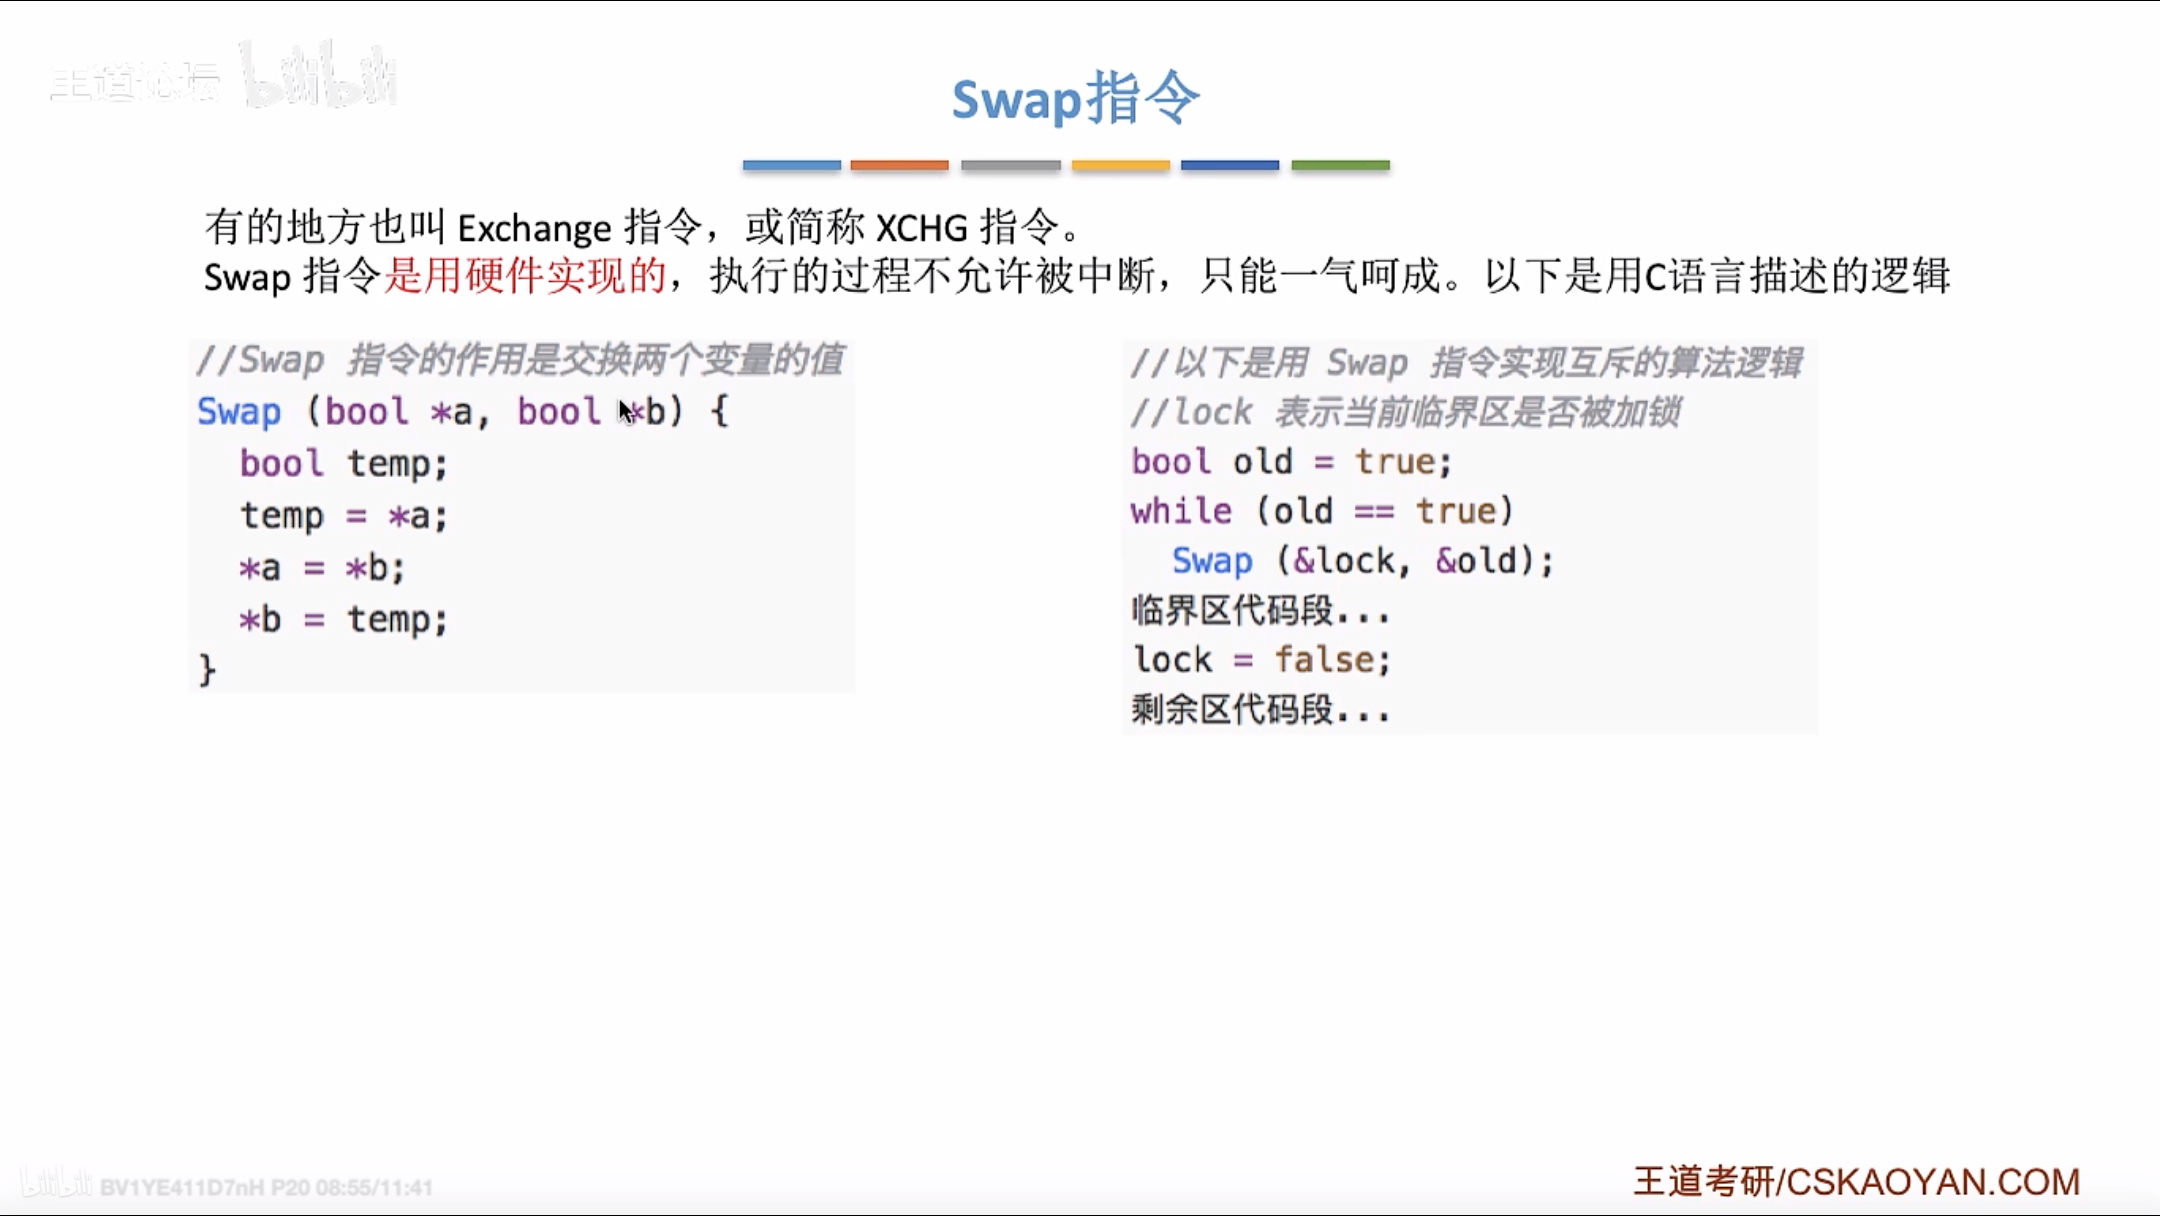 王道论坛 bilibili
Swap指令
有的地方也叫 Exchange 指令，或简称 XCHG 指令。
Swap 指令是用硬件实现的，执行的过程不允许被中断，只能一气呵成。以下是用C语言描述的逻辑
//Swap 指令的作用是交换两个变量的值
Swap (bool *a, bool *b) {
  bool temp;
  temp = *a;
  *a = *b;
  *b = temp;
}
//以下是用 Swap 指令实现互斥的算法逻辑
//lock 表示当前临界区是否被加锁
bool old = true;
while (old == true)
  Swap (&lock, &old);
临界区代码段...
lock = false;
剩余区代码段...
bilibili BV1YE411D7nH P20 08:55/11:41
王道考研/CSKAOYAN.COM